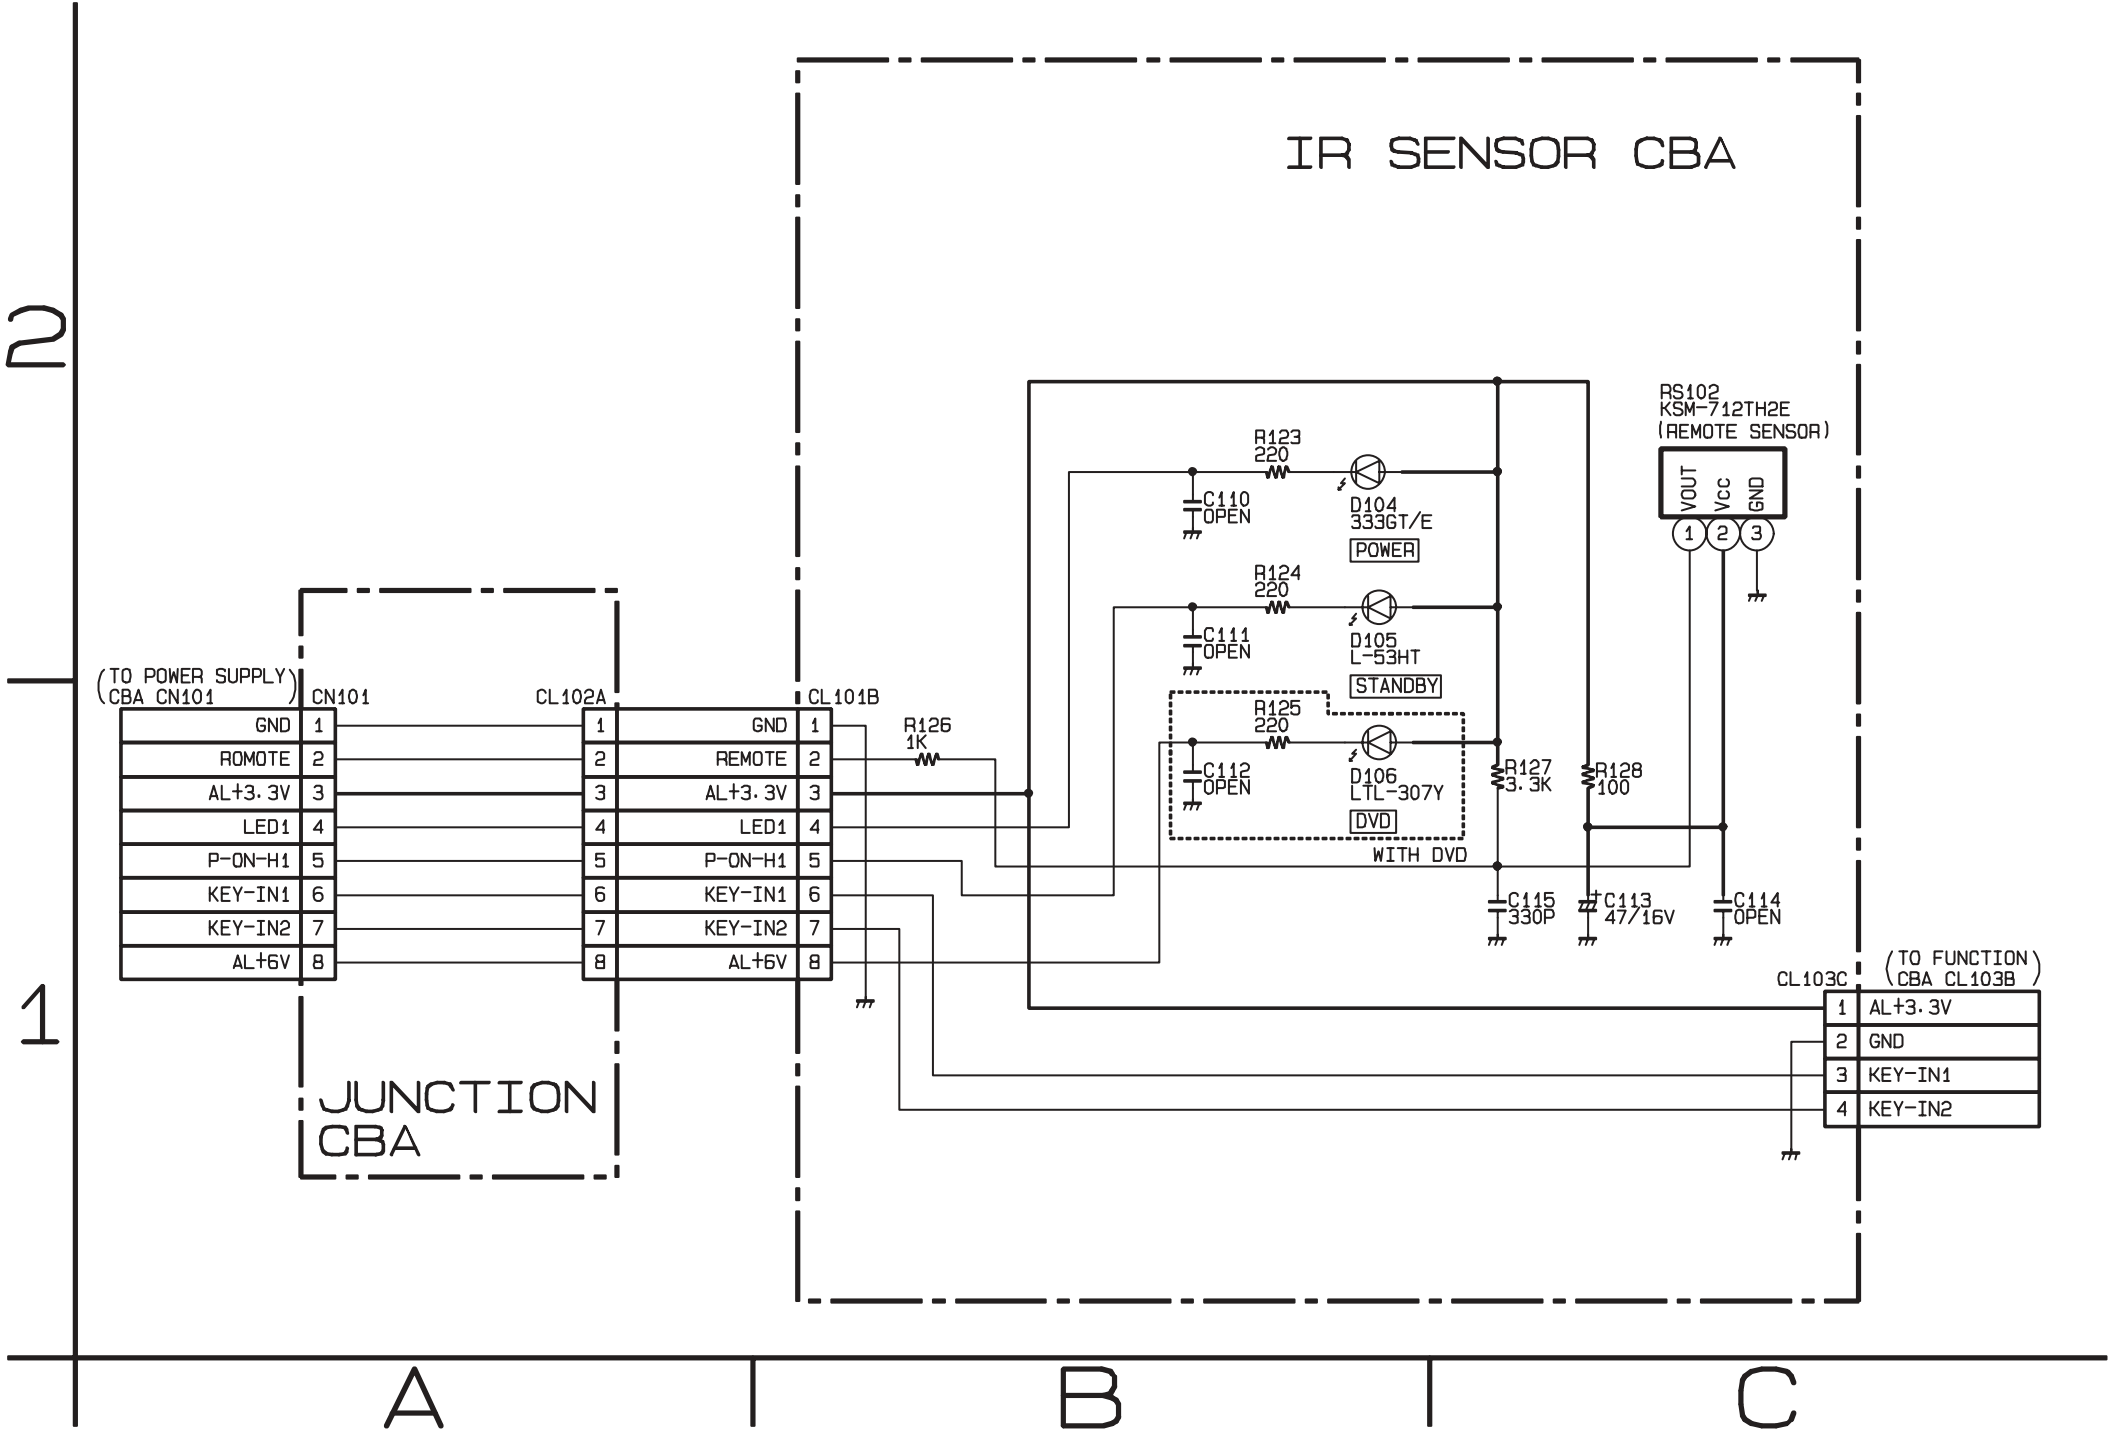 IR SENSOR CBA
2
RS102
KSM-712TH2E
(REMOTE SENSOR)
VOUT
Vcc
GND
1 2 3
R123
220
C110
OPEN
D104
333GT/E
POWER
R124
220
C111
OPEN
D105
L-53HT
STANDBY
R125
220
C112
OPEN
D106
LTL-307Y
DVD
WITH DVD
R127
3.3K
R128
100
C115
330P
+
C113
47/16V
C114
OPEN
R126
1K
(TO POWER SUPPLY)
(CBA CN101)
CN101
GND 1
ROMOTE 2
AL+3.3V 3
LED1 4
P-ON-H1 5
KEY-IN1 6
KEY-IN2 7
AL+6V 8
CL102A
CL101B
1 GND 1
2 REMOTE 2
3 AL+3.3V 3
4 LED1 4
5 P-ON-H1 5
6 KEY-IN1 6
7 KEY-IN2 7
8 AL+6V 8
JUNCTION
CBA
CL103C
(TO FUNCTION)
(CBA CL103B)
1 AL+3.3V
2 GND
3 KEY-IN1
4 KEY-IN2
1
A B C